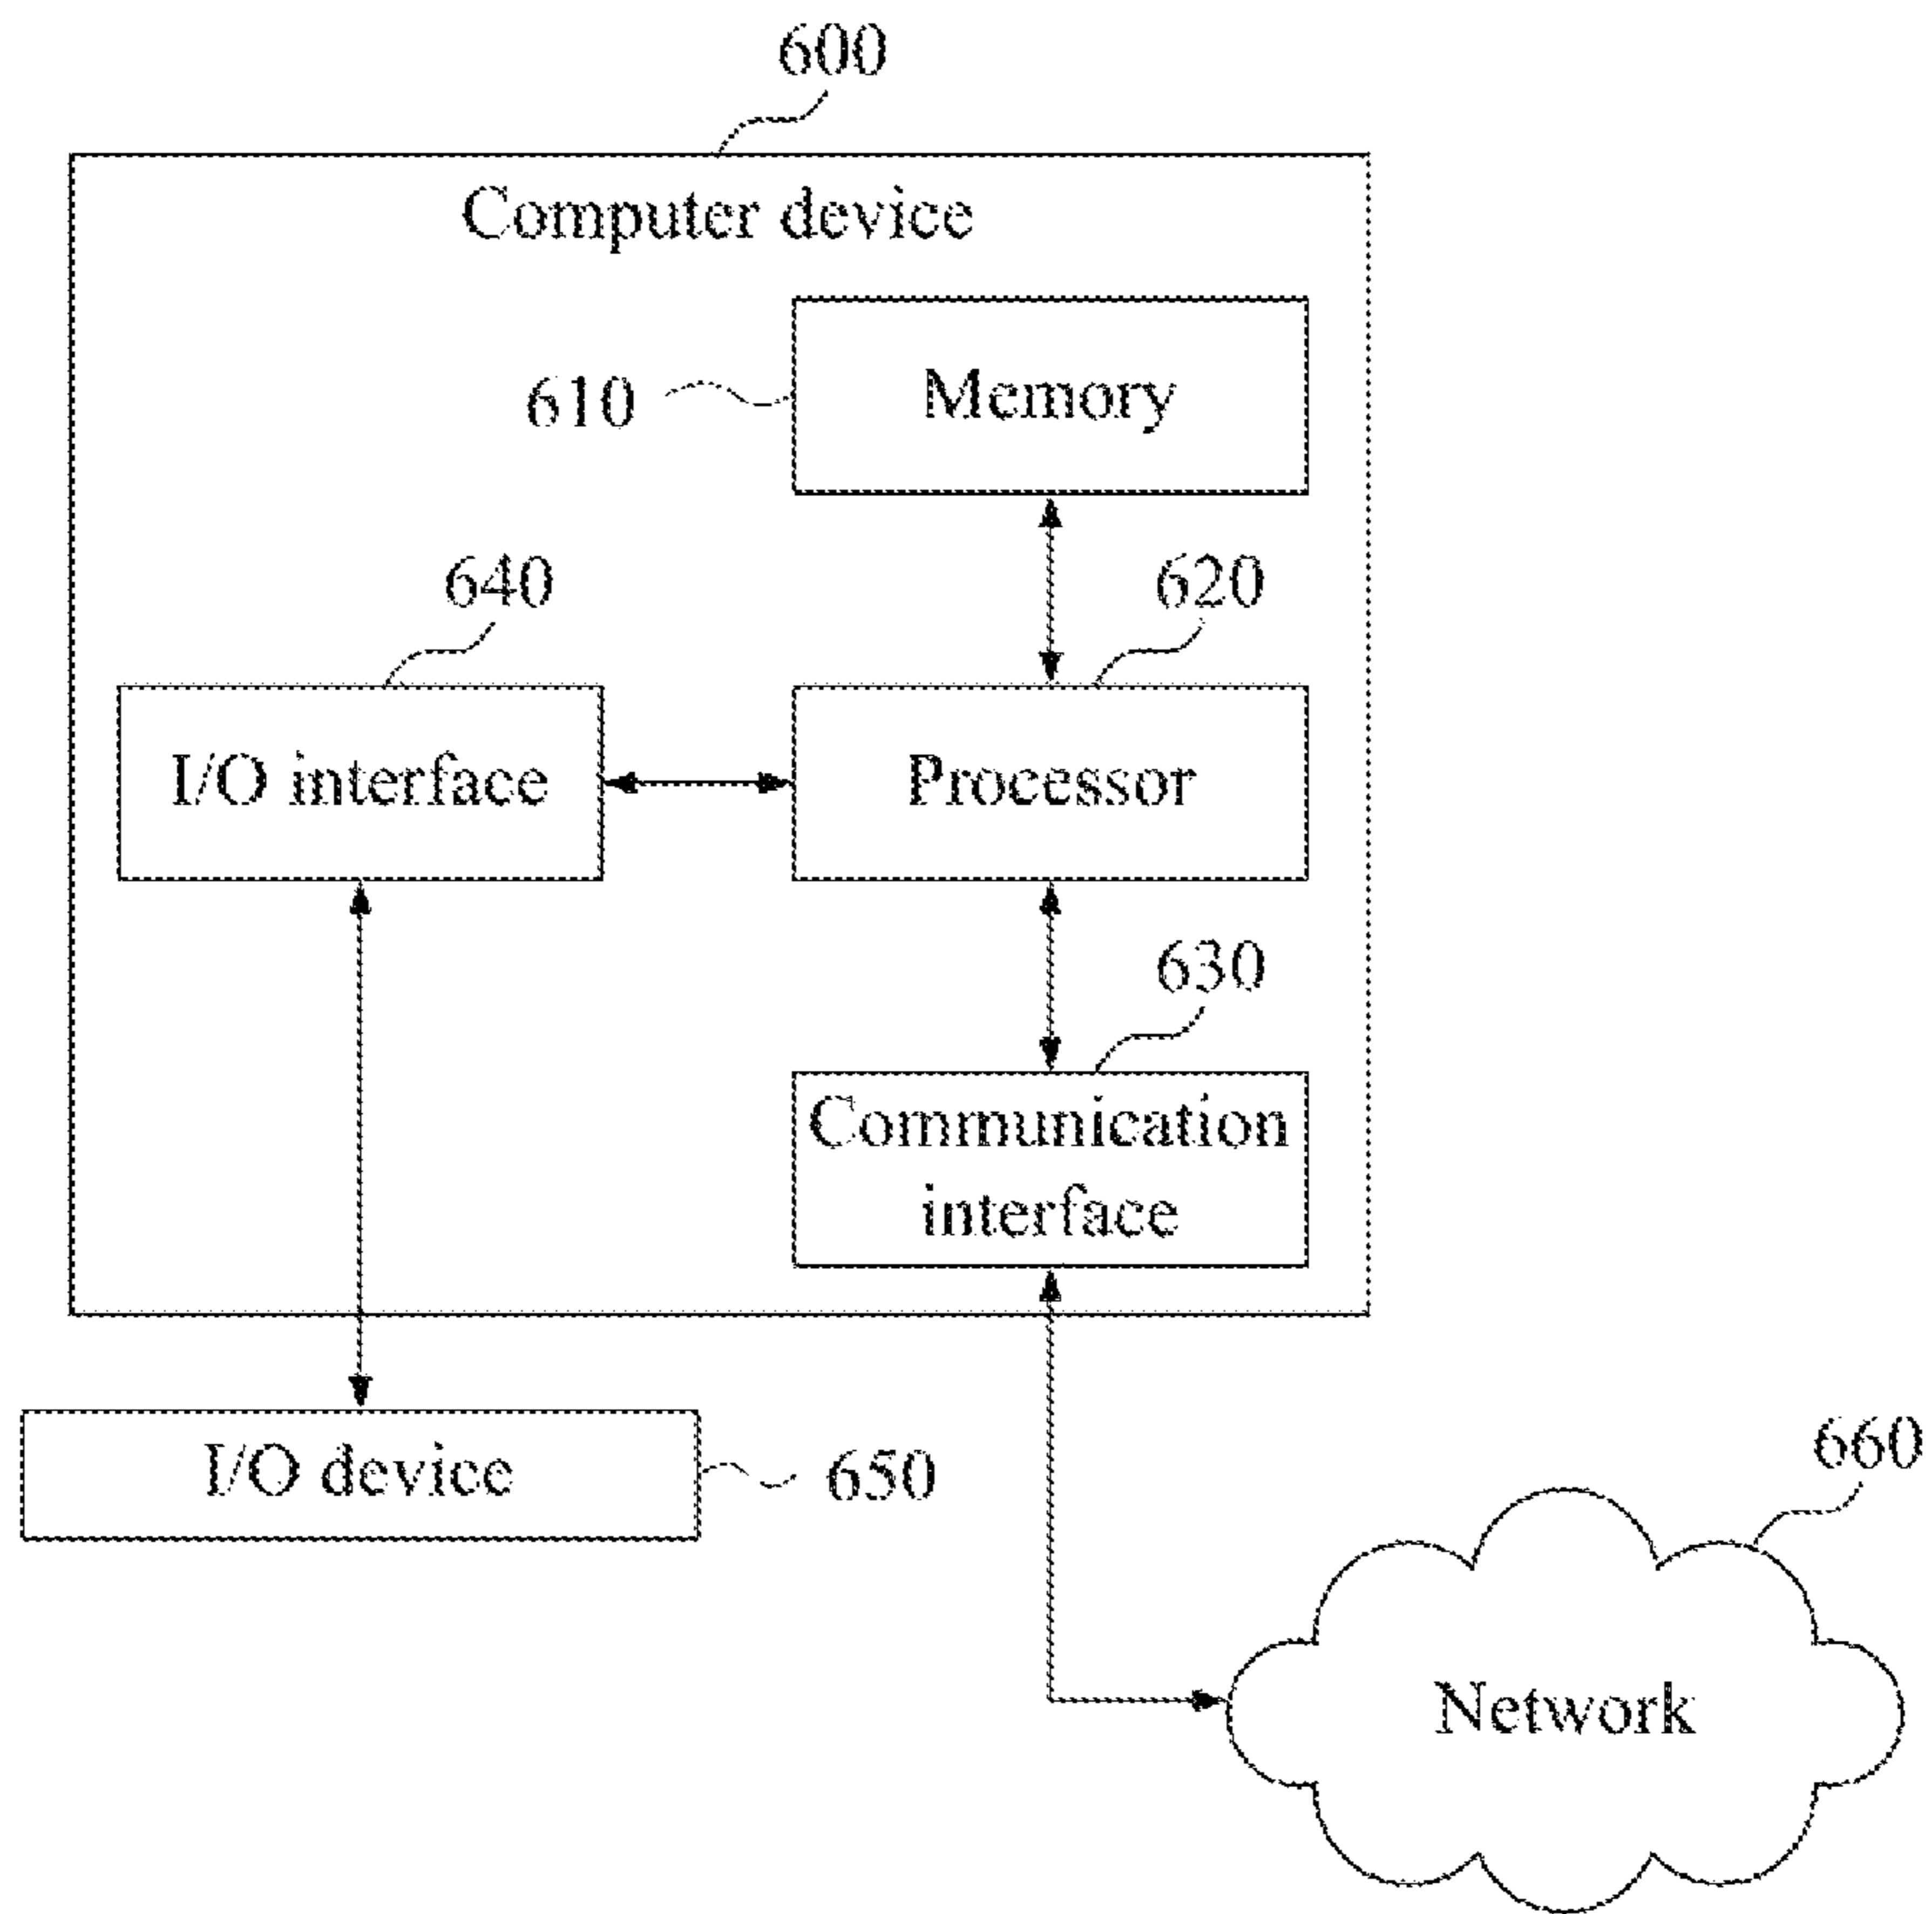 600
Computer device
610
Memory
640
620
I/O interface
Processor
630
Communication
interface
I/O device
650
660
Network